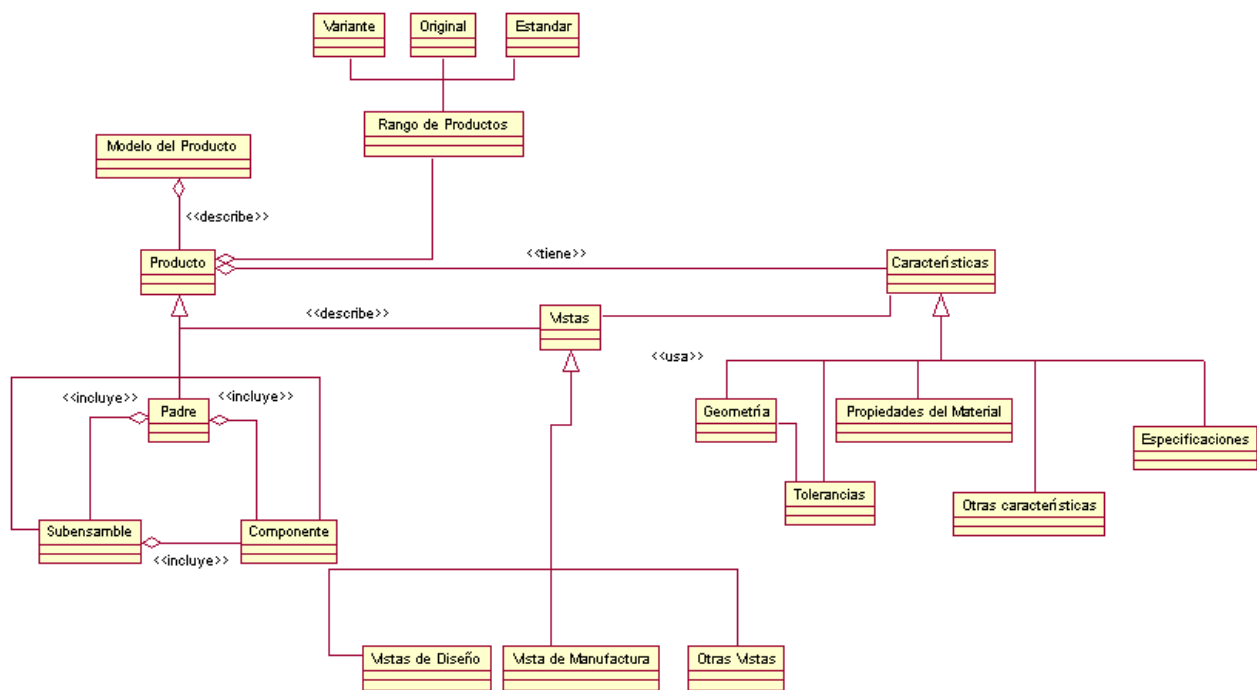 Variante
Original
Estandar
Rango de Productos
Modelo del Producto
<<describe>>
Producto
<<tiene>>
Características
<<describe>>
Vistas
<<usa>>
<<incluye>>
<<incluye>>
Padre
Geometría
Propiedades del Material
Especificaciones
Tolerancias
Otras características
Subensamble
Componente
<<incluye>>
Vistas de Diseño
Vista de Manufactura
Otras Vistas